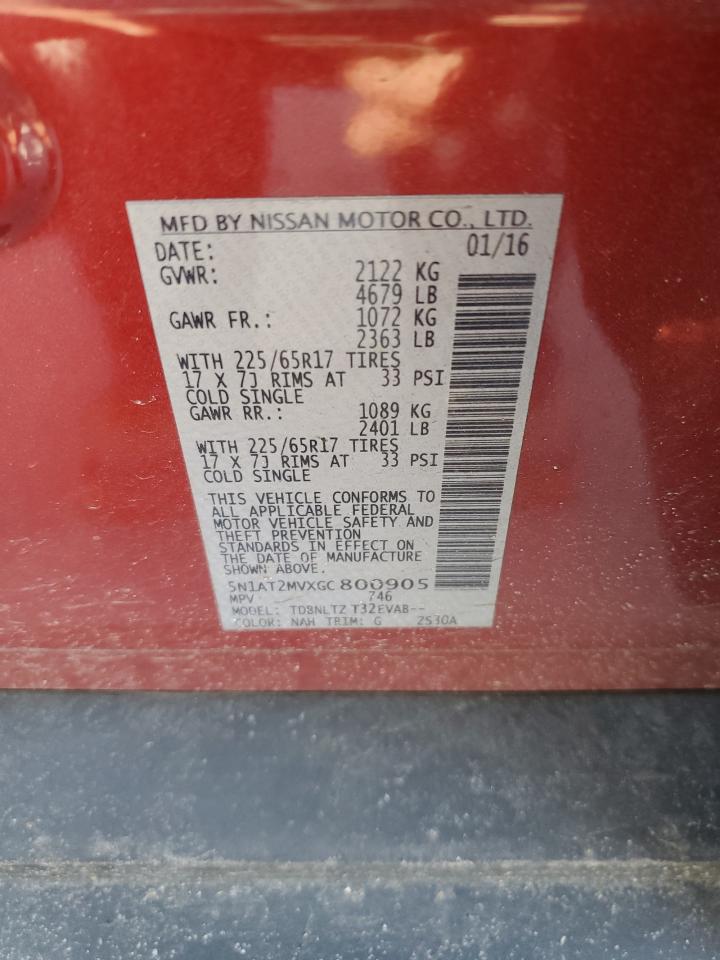 MFD BY NISSAN MOTOR CO., LTD.
DATE: 01/16
GVWR: 2122 KG
4679 LB
GAWR FR.: 1072 KG
2363 LB
WITH 225/65R17 TIRES
17 X 7J RIMS AT 33 PSI
COLD SINGLE
GAWR RR.: 1089 KG
2401 LB
WITH 225/65R17 TIRES
17 X 7J RIMS AT 33 PSI
COLD SINGLE
THIS VEHICLE CONFORMS TO
ALL APPLICABLE FEDERAL
MOTOR VEHICLE SAFETY AND
THEFT PREVENTION
STANDARDS IN EFFECT ON
THE DATE OF MANUFACTURE
SHOWN ABOVE.
5N1AT2MVXGC800905
MPV 746
MODEL: TDBNLTZ T32EVAB--
COLOR: NAH TRIM: G 2S30A